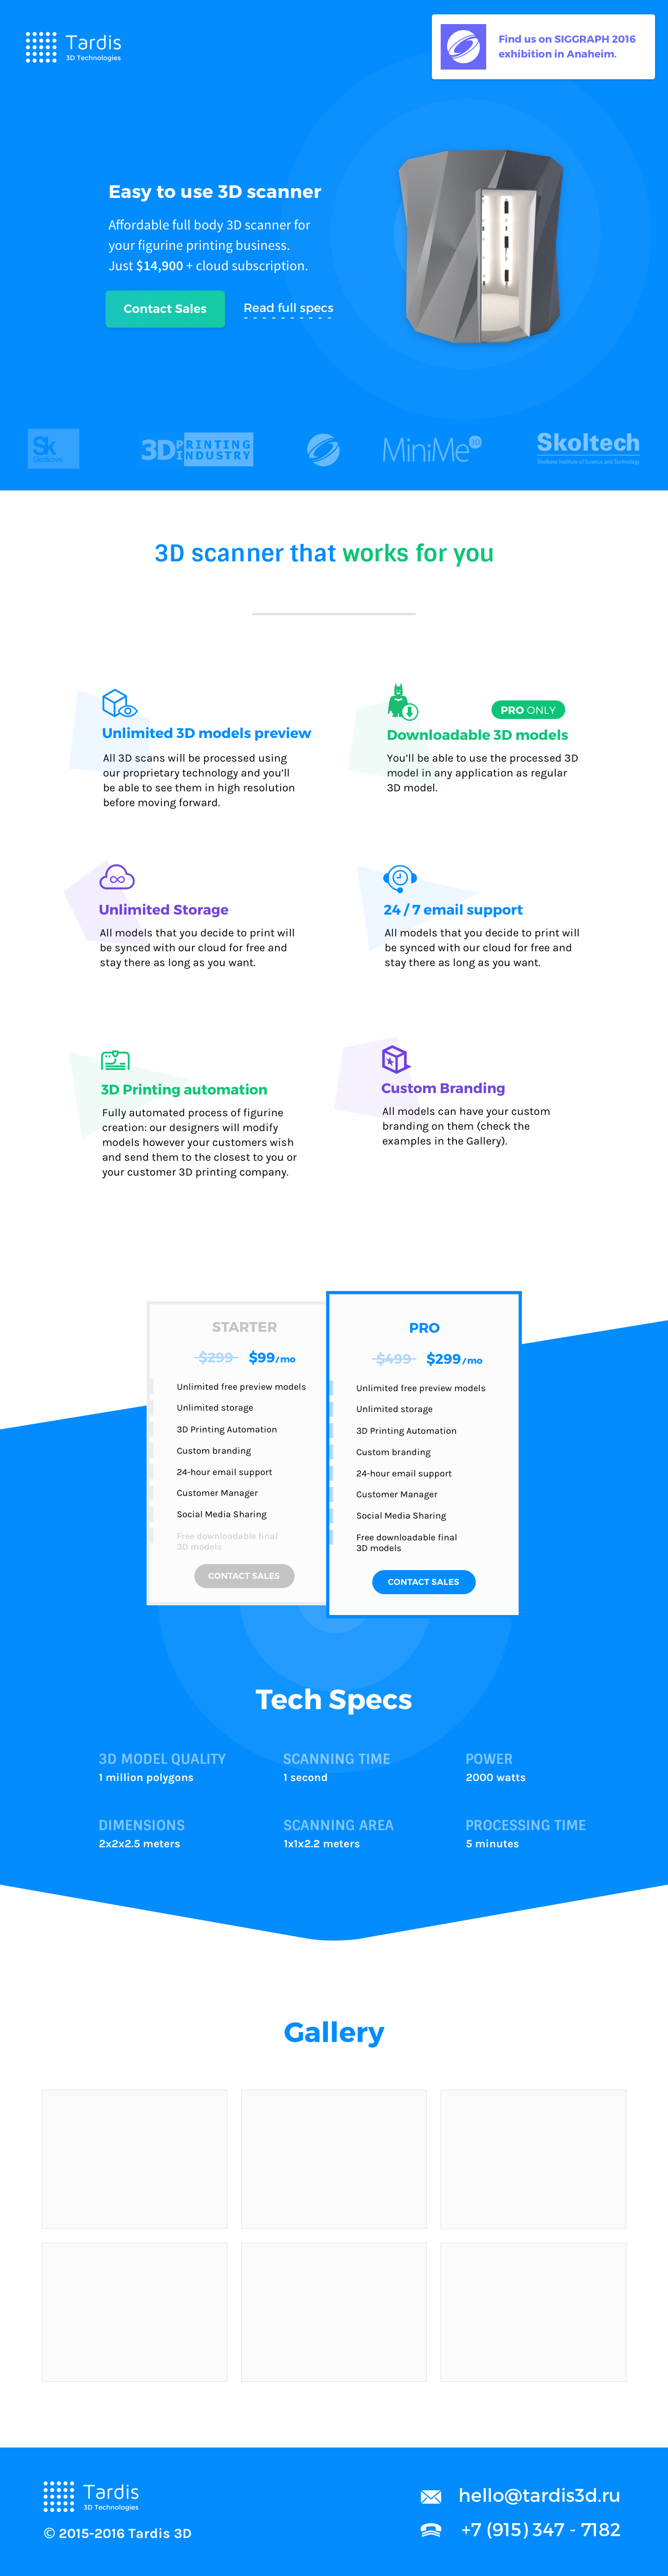 Tardis
3D Technologies
Find us on SIGGRAPH 2016
exhibition in Anaheim.
Easy to use 3D scanner
Affordable full body 3D scanner for
your figurine printing business.
Just $14,900 + cloud subscription.
Contact Sales
Read full specs
Sk
Skolkovo
3D PRINTING
INDUSTRY
MiniMe 3D
Skoltech
Skolkovo Institute of Science and Technology
3D scanner that works for you
Unlimited 3D models preview
All 3D scans will be processed using
our proprietary technology and you'll
be able to see them in high resolution
before moving forward.
PRO ONLY
Downloadable 3D models
You'll be able to use the processed 3D
model in any application as regular
3D model.
Unlimited Storage
All models that you decide to print will
be synced with our cloud for free and
stay there as long as you want.
24 / 7 email support
All models that you decide to print will
be synced with our cloud for free and
stay there as long as you want.
3D Printing automation
Fully automated process of figurine
creation: our designers will modify
models however your customers wish
and send them to the closest to you or
your customer 3D printing company.
Custom Branding
All models can have your custom
branding on them (check the
examples in the Gallery).
STARTER
$299 $99/mo
Unlimited free preview models
Unlimited storage
3D Printing Automation
Custom branding
24-hour email support
Customer Manager
Social Media Sharing
Free downloadable final
3D models
CONTACT SALES
PRO
$499 $299/mo
Unlimited free preview models
Unlimited storage
3D Printing Automation
Custom branding
24-hour email support
Customer Manager
Social Media Sharing
Free downloadable final
3D models
CONTACT SALES
Tech Specs
3D MODEL QUALITY
1 million polygons
SCANNING TIME
1 second
POWER
2000 watts
DIMENSIONS
2x2x2.5 meters
SCANNING AREA
1x1x2.2 meters
PROCESSING TIME
5 minutes
Gallery
Tardis
3D Technologies
© 2015-2016 Tardis 3D
hello@tardis3d.ru
+7 (915) 347 - 7182